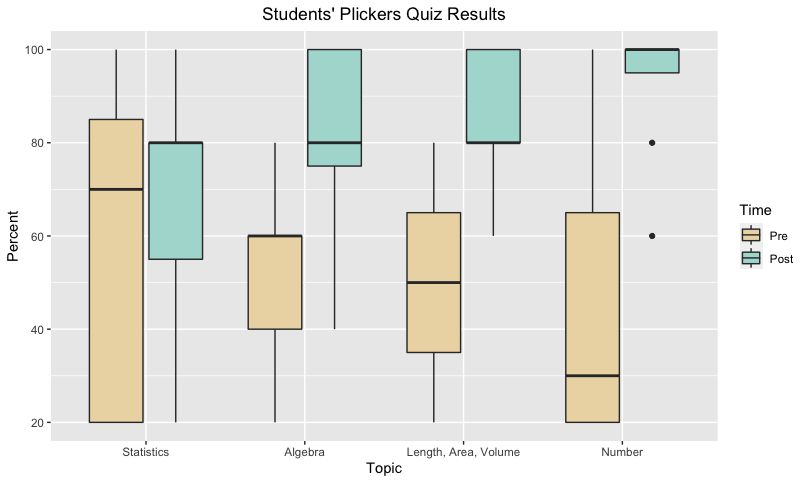 Students' Plickers Quiz Results
Percent
100
80
60
40
20
Statistics
Algebra
Length, Area, Volume
Number
Topic
Time
Pre
Post